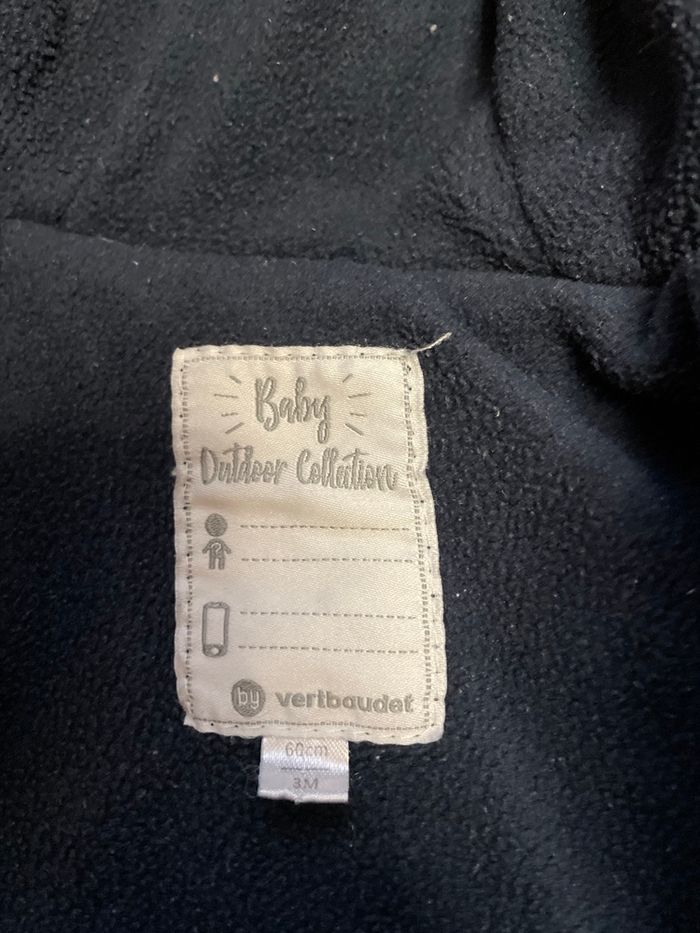 Baby
Outdoor Collection
by vertbaudet
60cm
3M